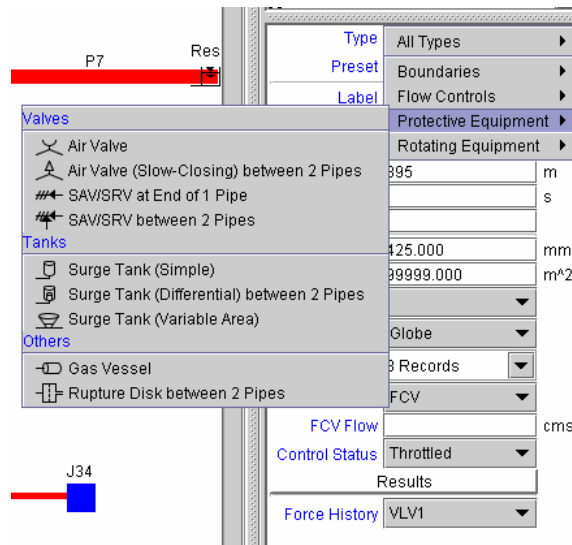 P7
Res
Type
All Types
Preset
Boundaries
Label
Flow Controls
Protective Equipment
Rotating Equipment
Valves
Air Valve
Air Valve (Slow-Closing) between 2 Pipes
SAV/SRV at End of 1 Pipe
SAV/SRV between 2 Pipes
Tanks
Surge Tank (Simple)
Surge Tank (Differential) between 2 Pipes
Surge Tank (Variable Area)
Others
Gas Vessel
Rupture Disk between 2 Pipes
395 m
s
425.000 mm
99999.000 m^2
Globe
Records
FCV
FCV Flow cms
Control Status Throttled
Results
Force History VLV1
J34